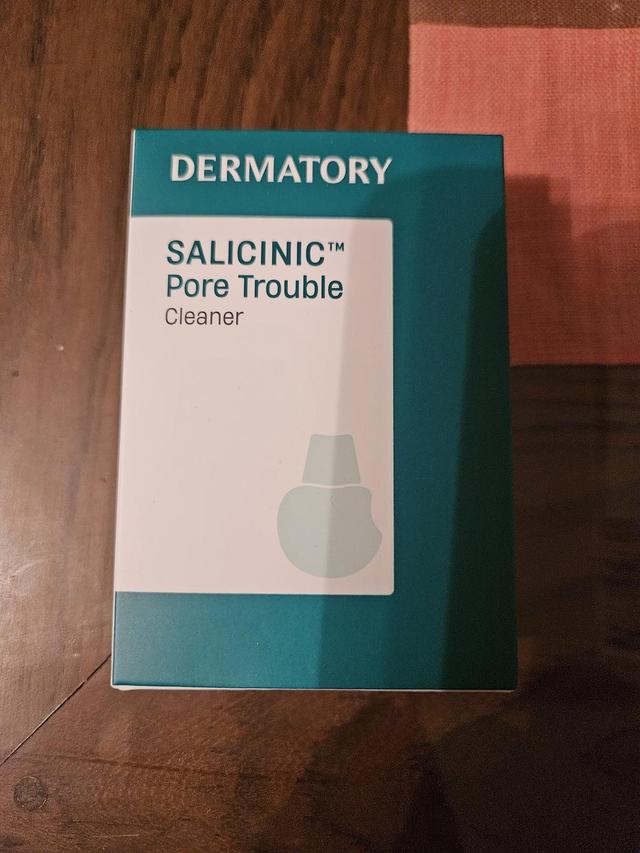 DERMATORY
SALICINIC™
Pore Trouble
Cleaner